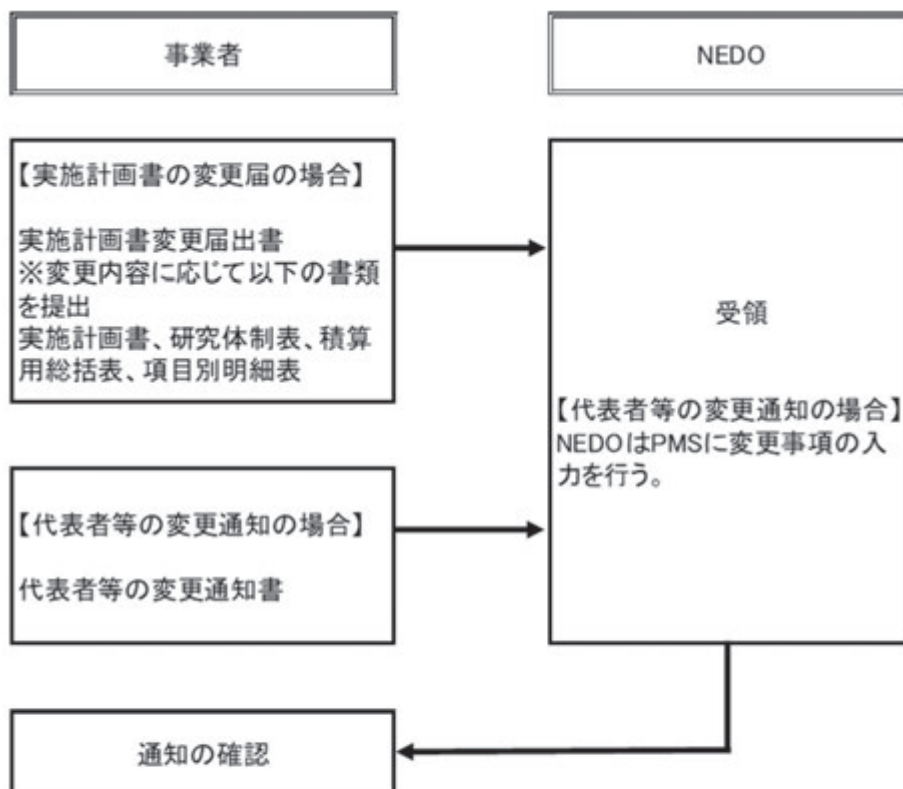 事業者
NEDO
【実施計画書の変更届の場合】
実施計画書変更届出書
※変更内容に応じて以下の書類
を提出
実施計画書、研究体制表、積算
用総括表、項目別明細表
受領
【代表者等の変更通知の場合】
NEDOはPMSに変更事項の入
力を行う。
【代表者等の変更通知の場合】
代表者等の変更通知書
通知の確認